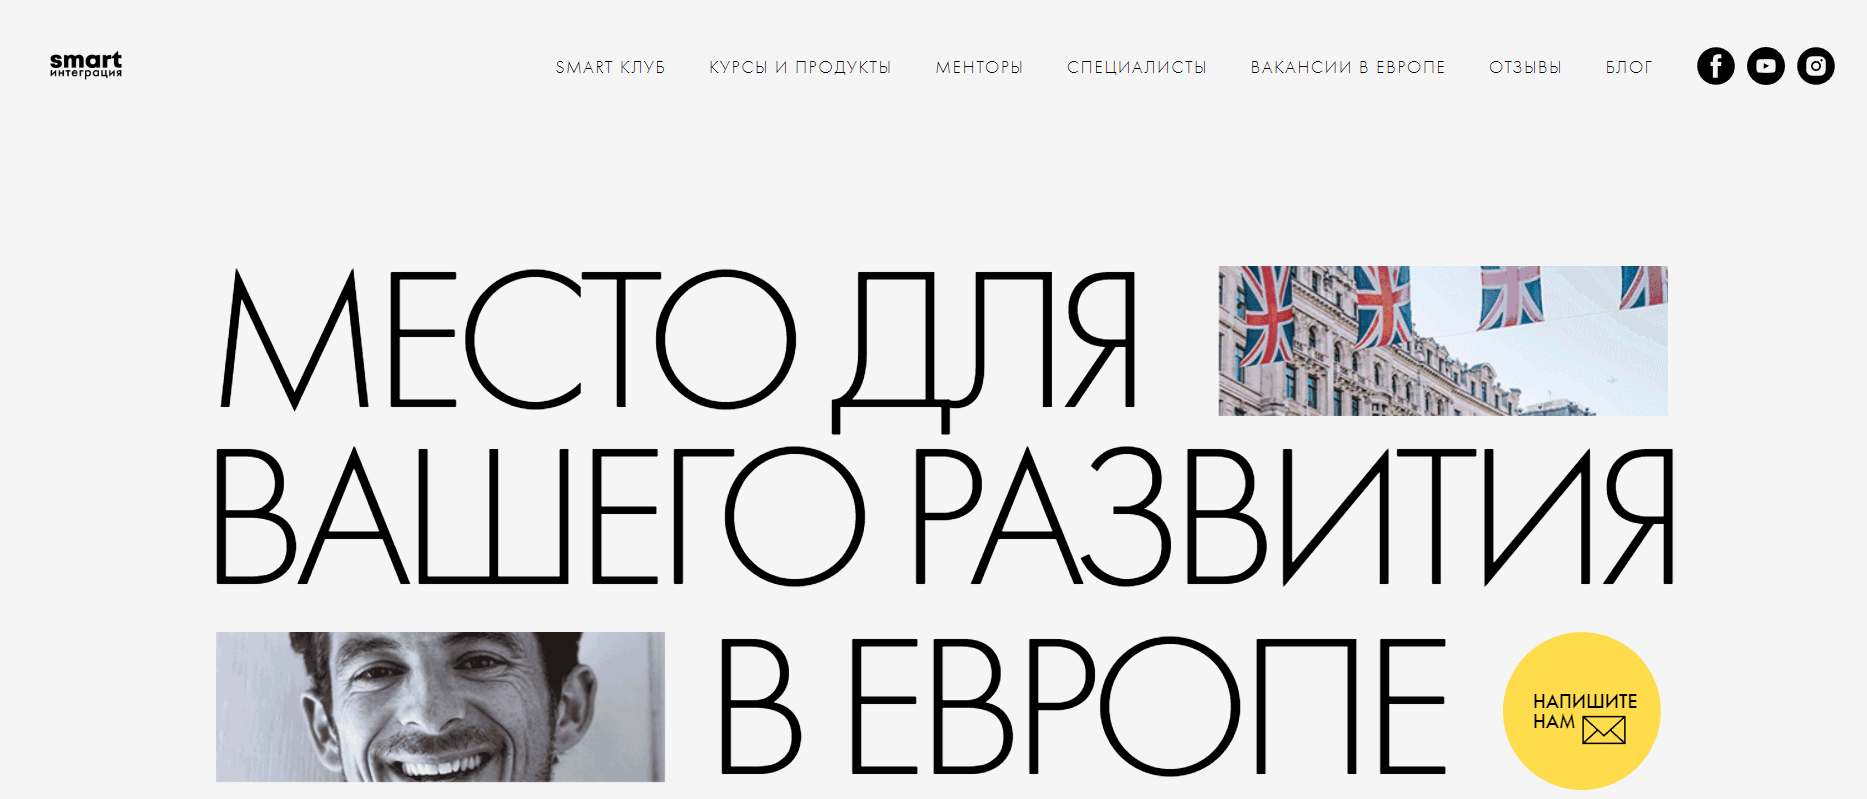 smart
интеграция
SMART КЛУБ
КУРСЫ И ПРОДУКТЫ
МЕНТОРЫ
СПЕЦИАЛИСТЫ
ВАКАНСИИ В ЕВРОПЕ
ОТЗЫВЫ
БЛОГ
МЕСТО ДЛЯ
ВАШЕГО РАЗВИТИЯ
В ЕВРОПЕ
НАПИШИТЕ
НАМ